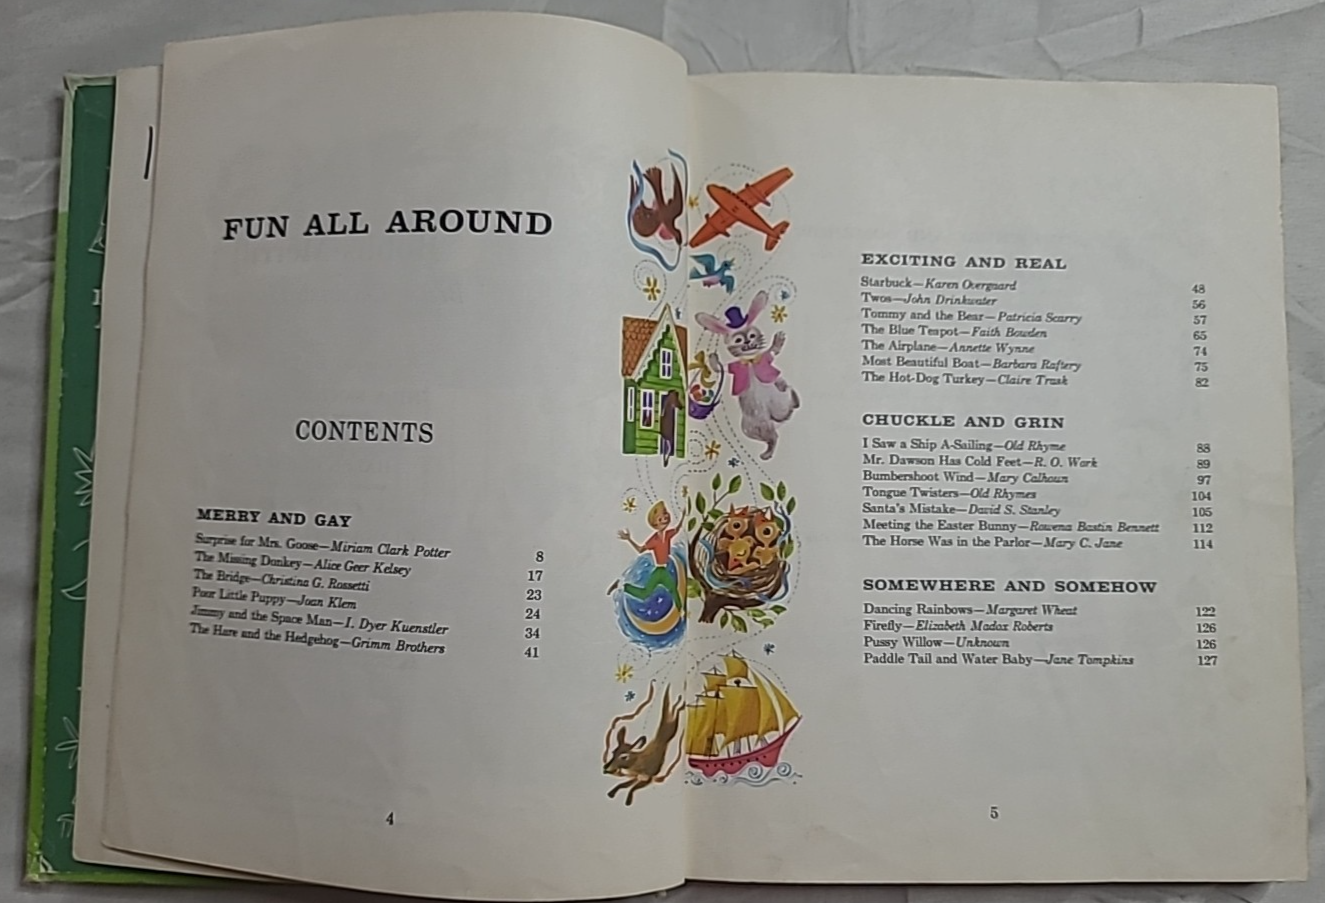 FUN ALL AROUND
CONTENTS
MERRY AND GAY
Surprise for Mrs. Goose—Miriam Clark Potter 8
The Missing Donkey—Alice Geer Kelsey 17
The Bridge—Christina G. Rossetti 23
Poor Little Puppy—Joan Klem 24
Jimmy and the Space Man—I. Dyer Kuenstler 34
The Hare and the Hedgehog—Grimm Brothers 41
4
EXCITING AND REAL
Starbuck—Karen Overgaard 48
Twos—John Drinkwater 56
Tommy and the Bear—Patricia Scarry 57
The Blue Teapot—Faith Bowden 65
The Airplane—Annette Wynne 74
Most Beautiful Boat—Barbara Raftery 75
The Hot-Dog Turkey—Claire Trask 82
CHUCKLE AND GRIN
I Saw a Ship A-Sailing—Old Rhyme 88
Mr. Dawson Has Cold Feet—R. O. Work 89
Bumbershoot Wind—Mary Calhoun 97
Tongue Twisters—Old Rhymes 104
Santa's Mistake—David S. Stanley 105
Meeting the Easter Bunny—Rowena Bastin Bennett 112
The Horse Was in the Parlor—Mary C. Jane 114
SOMEWHERE AND SOMEHOW
Dancing Rainbows—Margaret Wheat 122
Firefly—Elizabeth Madox Roberts 126
Pussy Willow—Unknown 126
Paddle Tail and Water Baby—Jane Tompkins 127
5